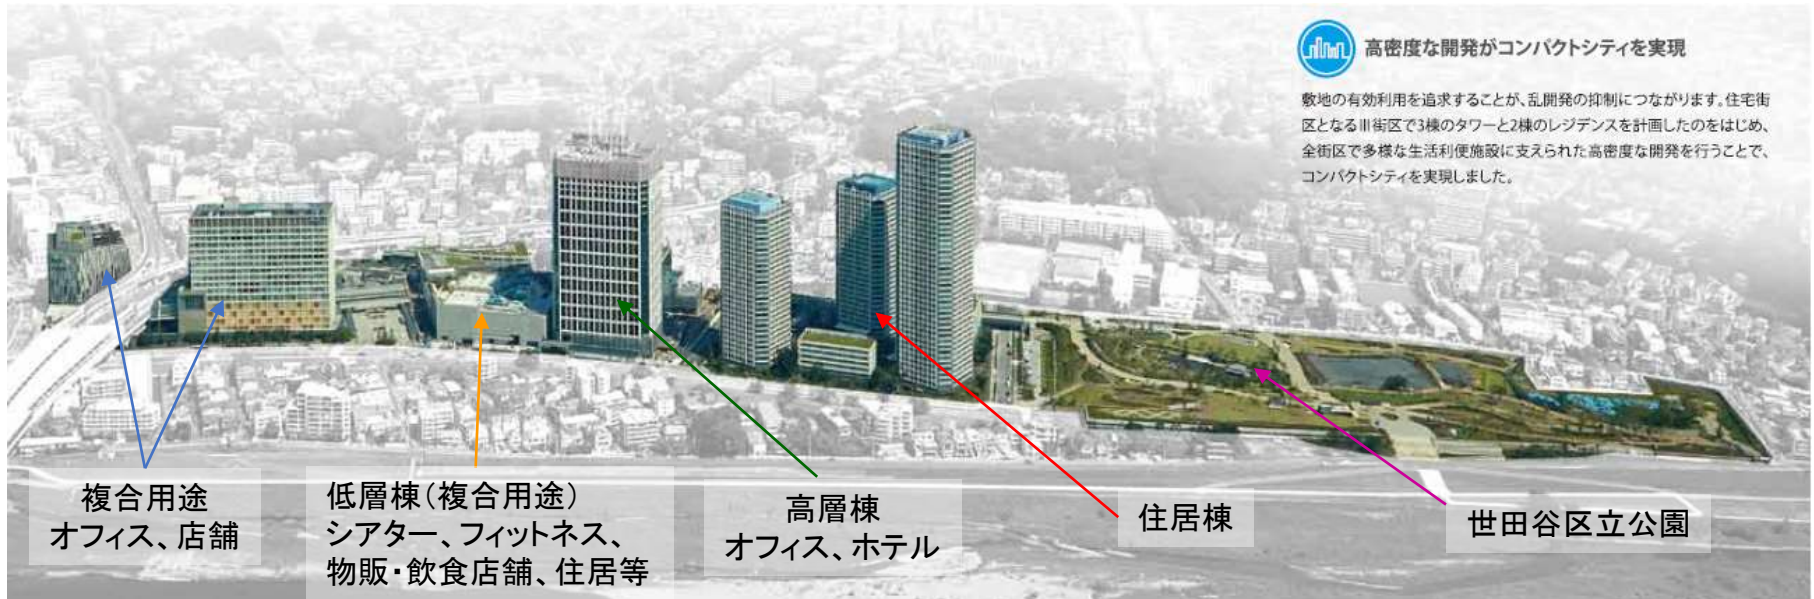 高密度な開発がコンパクトシティを実現
敷地の有効利用を追求することが、乱開発の抑制につながります。住宅街
区となるⅢ街区で3棟のタワーと2棟のレジデンスを計画したのをはじめ、
全街区で多様な生活利便施設に支えられた高密度な開発を行うことで、
コンパクトシティを実現しました。
複合用途
オフィス、店舗
低層棟(複合用途)
シアター、フィットネス、
物販・飲食店舗、住居等
高層棟
オフィス、ホテル
住居棟
世田谷区立公園